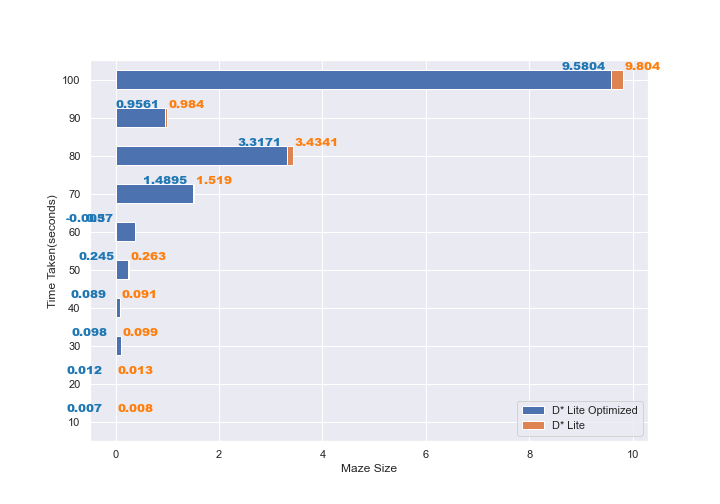 100 9.5804 9.804
90 0.9561 0.984
80 3.3171 3.4341
70 1.4895 1.519
60
50 0.245 0.263
40 0.089 0.091
30 0.098 0.099
20 0.012 0.013
10 0.007 0.008
Time Taken(seconds)
D* Lite Optimized
D* Lite
0 2 4 6 8 10
Maze Size